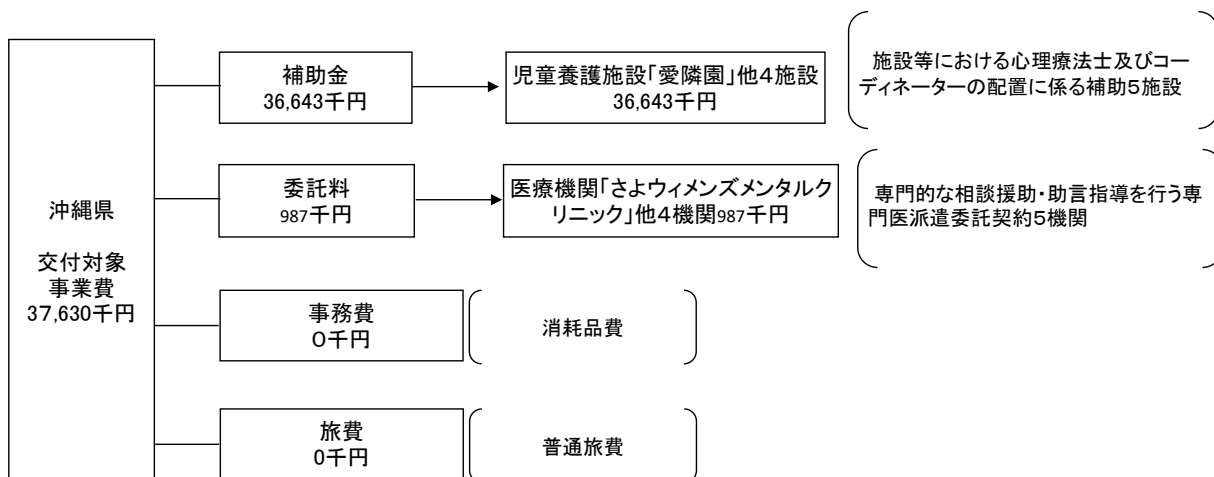 沖縄県
交付対象
事業費
37,630千円
補助金
36,643千円
児童養護施設「愛隣園」他4施設
36,643千円
施設等における心理療法士及びコー
ディネーターの配置に係る補助5施設
委託料
987千円
医療機関「さよウィメンズメンタルク
リニック」他4機関987千円
専門的な相談援助・助言指導を行う専
門医派遣委託契約5機関
事務費
0千円
消耗品費
旅費
0千円
普通旅費